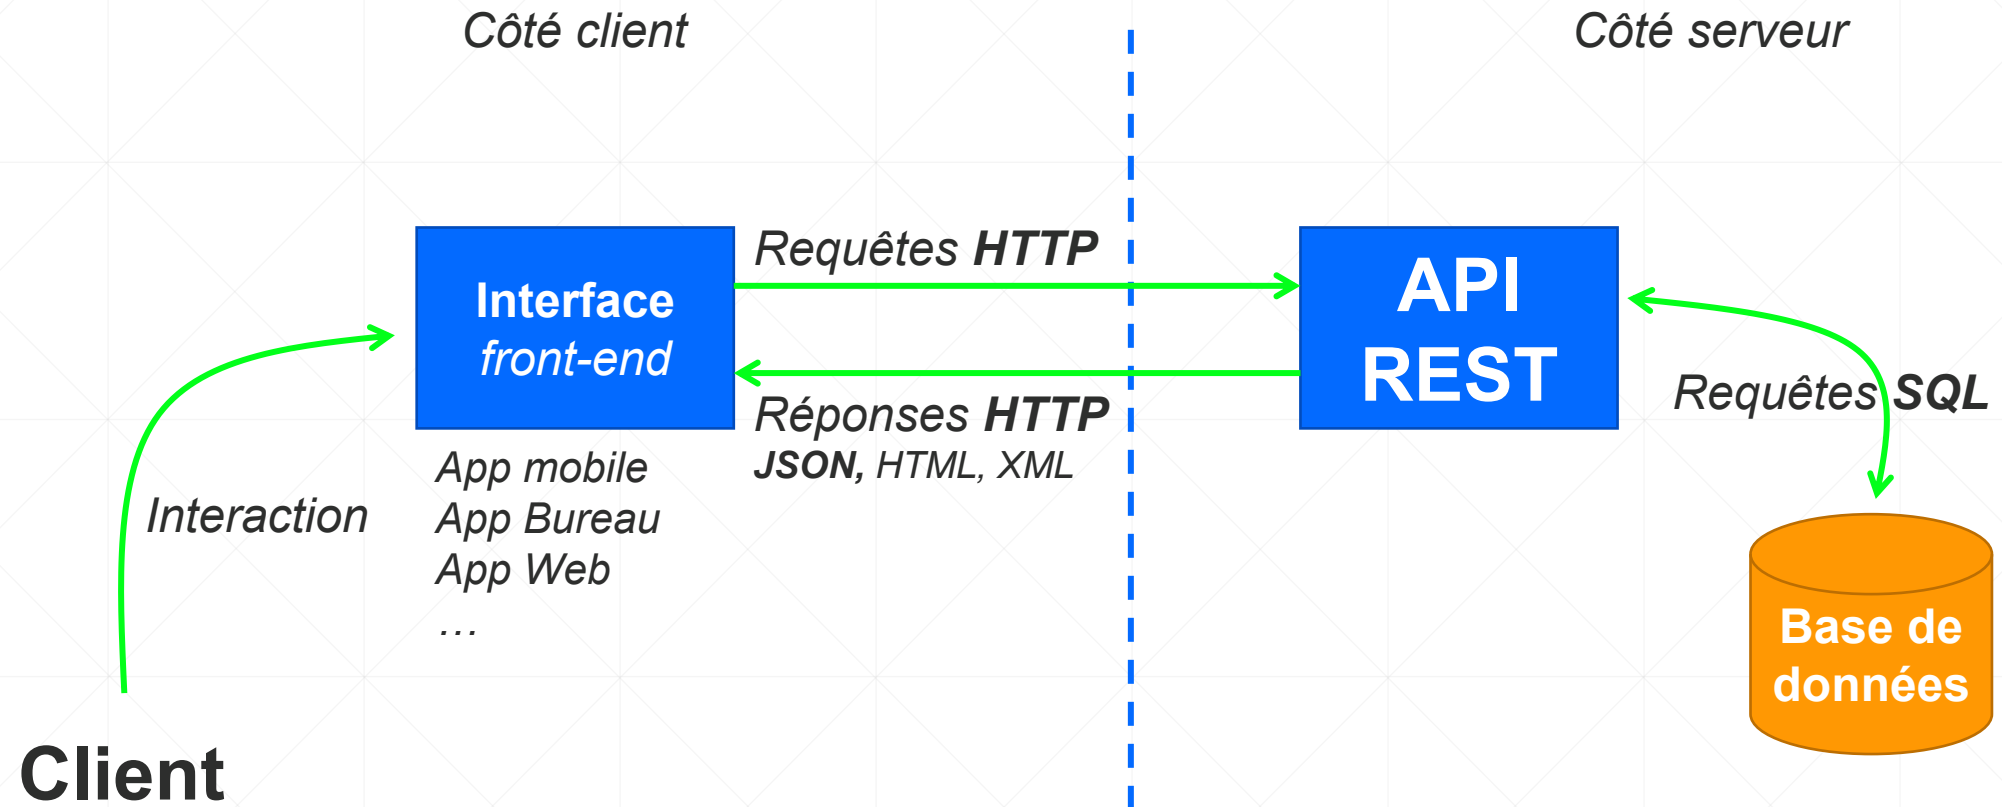 Côté client
Côté serveur
Requêtes HTTP
Interface
front-end
API
REST
Réponses HTTP
JSON, HTML, XML
Requêtes SQL
App mobile
App Bureau
App Web
…
Interaction
Base de
données
Client